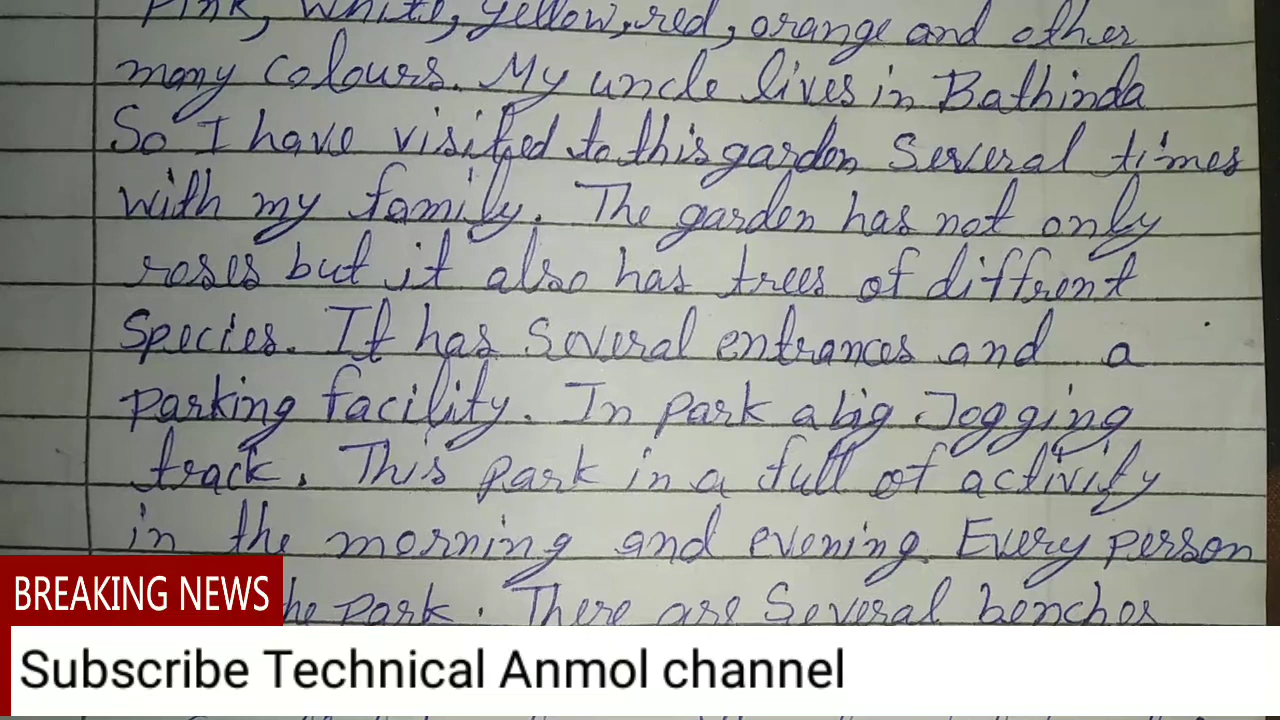 Pink, White, yellow, red, orange and other
many colours. My uncle lives in Bathinda
So I have visited to this garden Several times
with my family. The garden has not only
roses but it also has trees of diffrent
Species. It has Several entrances and a
parking facility. In park a big Jogging
track. This park in a full of activity
in the morning and evening. Every person
BREAKING NEWS
he park. There are Several benches
Subscribe Technical Anmol channel